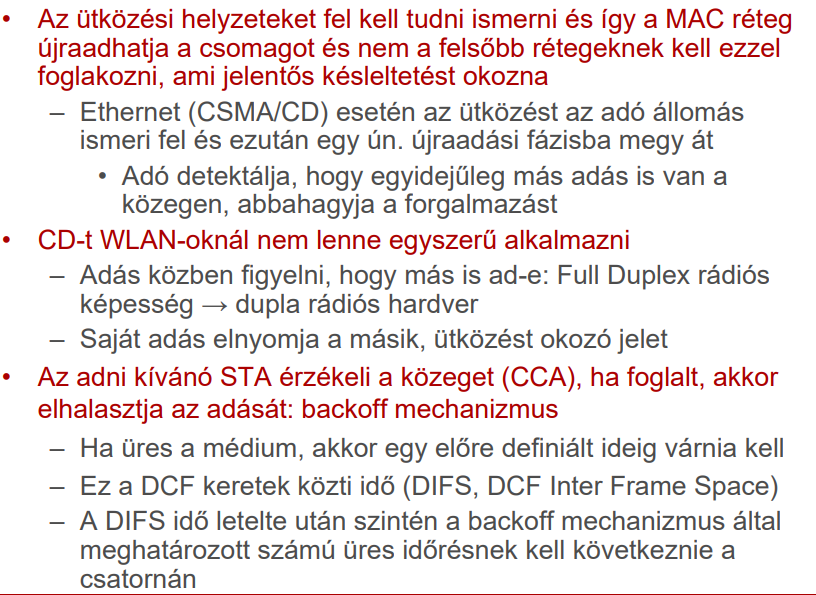 • Az ütközési helyzeteket fel kell tudni ismerni és így a MAC réteg
újraadhatja a csomagot és nem a felsőbb rétegeknek kell ezzel
foglakozni, ami jelentős késleltetést okozna
– Ethernet (CSMA/CD) esetén az ütközést az adó állomás
ismeri fel és ezután egy ún. újraadási fázisba megy át
• Adó detektálja, hogy egyidejűleg más adás is van a
közegen, abbahagyja a forgalmazást
• CD-t WLAN-oknál nem lenne egyszerű alkalmazni
– Adás közben figyelni, hogy más is ad-e: Full Duplex rádiós
képesség → dupla rádiós hardver
– Saját adás elnyomja a másik, ütközést okozó jelet
• Az adni kívánó STA érzékeli a közeget (CCA), ha foglalt, akkor
elhalasztja az adását: backoff mechanizmus
– Ha üres a médium, akkor egy előre definiált ideig várnia kell
– Ez a DCF keretek közti idő (DIFS, DCF Inter Frame Space)
– A DIFS idő letelte után szintén a backoff mechanizmus által
meghatározott számú üres időrésnek kell következnie a
csatornán